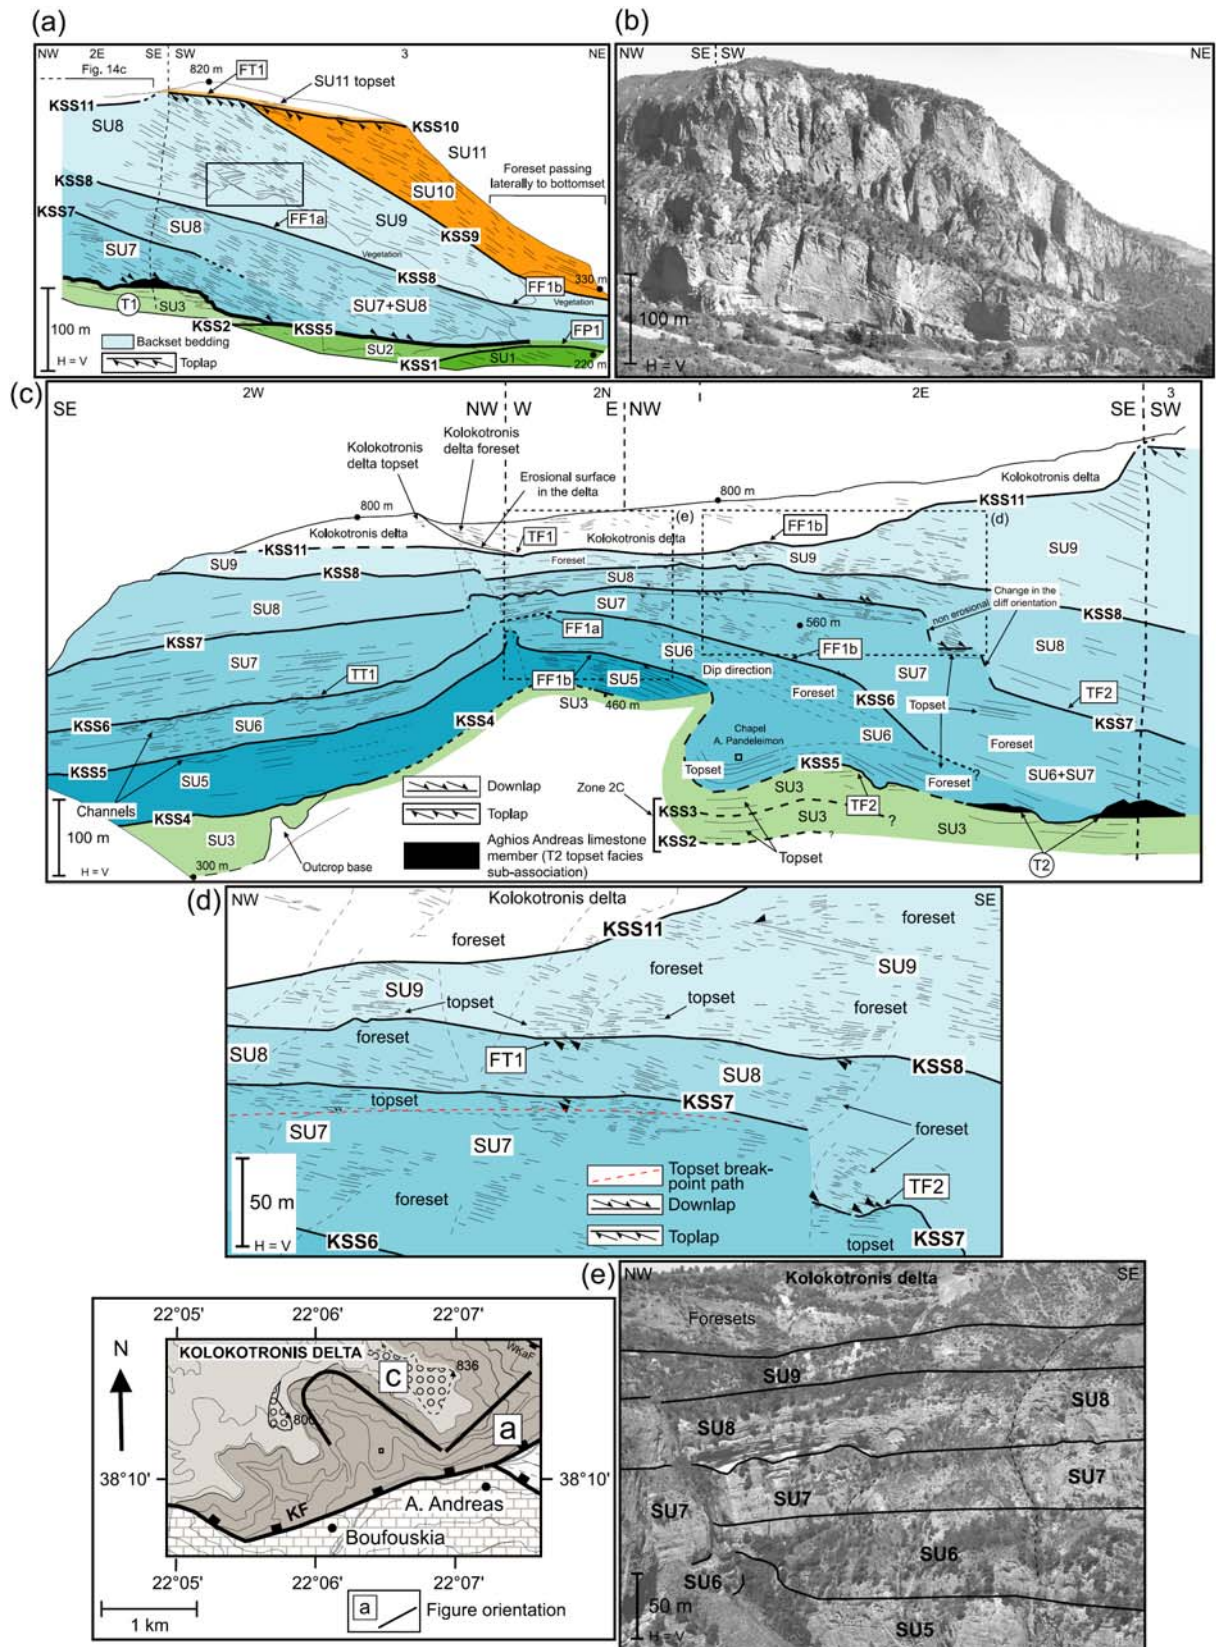 (a)
NW
2E
SE
SW
3
NE
Fig. 14c
820 m
FT1
SU11 topset
KSS11
SU8
KSS10
SU11
Foreset passing
laterally to bottomset
SU10
KSS8
FF1a
SU9
KSS7
SU8
KSS9
SU7
Vegetation
KSS8
FF1b
330 m
Vegetation
T1
SU3
SU7+SU8
KSS2
KSS5
FP1
SU2
SU1
KSS1
220 m
100 m
H = V
Backset bedding
Toplap
(b)
NW
SE
SW
NE
100 m
H = V
(c)
SE
2W
NW
W
2N
E
NW
2E
SE
SW
3
Kolokotronis
delta topset
Kolokotronis
delta foreset
Erosional surface
in the delta
800 m
800 m
Kolokotronis delta
Kolokotronis delta
Kolokotronis delta
KSS11
KSS11
TF1
(e)
FF1b
(d)
SU9
KSS8
Foreset
SU9
SU9
SU8
SU8
SU7
non erosional
Change in the
cliff orientation
KSS8
KSS7
FF1a
560 m
SU8
SU7
TT1
SU6
FF1b
Dip direction
SU7
TF2
FF1b
SU5
Foreset
KSS6
Topset
KSS7
KSS6
SU6
KSS4
SU3
460 m
Chapel
A. Pandeleimon
SU6
Foreset
KSS5
SU5
Topset
KSS5
Foreset
?
SU6+SU7
Channels
KSS4
Downlap
Zone 2C
SU3
TF2
100 m
SU3
Toplap
KSS3
SU3
?
SU3
KSS2
?
T2
H = V
300 m
Outcrop base
Aghios Andreas limestone
member (T2 topset facies
sub-association)
Topset
(d)
NW
Kolokotronis delta
SE
foreset
KSS11
foreset
foreset
SU9
SU9
topset
topset
foreset
foreset
SU8
FT1
SU8
KSS8
topset
KSS7
SU7
SU7
foreset
Topset break-
point path
TF2
50 m
foreset
Downlap
H = V
KSS6
Toplap
topset
KSS7
(e)
NW
Kolokotronis delta
SE
Foresets
SU9
SU8
SU8
SU7
SU7
SU7
SU6
SU6
50 m
SU5
H = V
22°05'
22°06'
22°07'
N
KOLOKOTRONIS DELTA
WKaF
C
836
800
a
38°10'
38°10'
KF
A. Andreas
Boufouskia
22°05'
22°06'
22°07'
1 km
a
Figure orientation